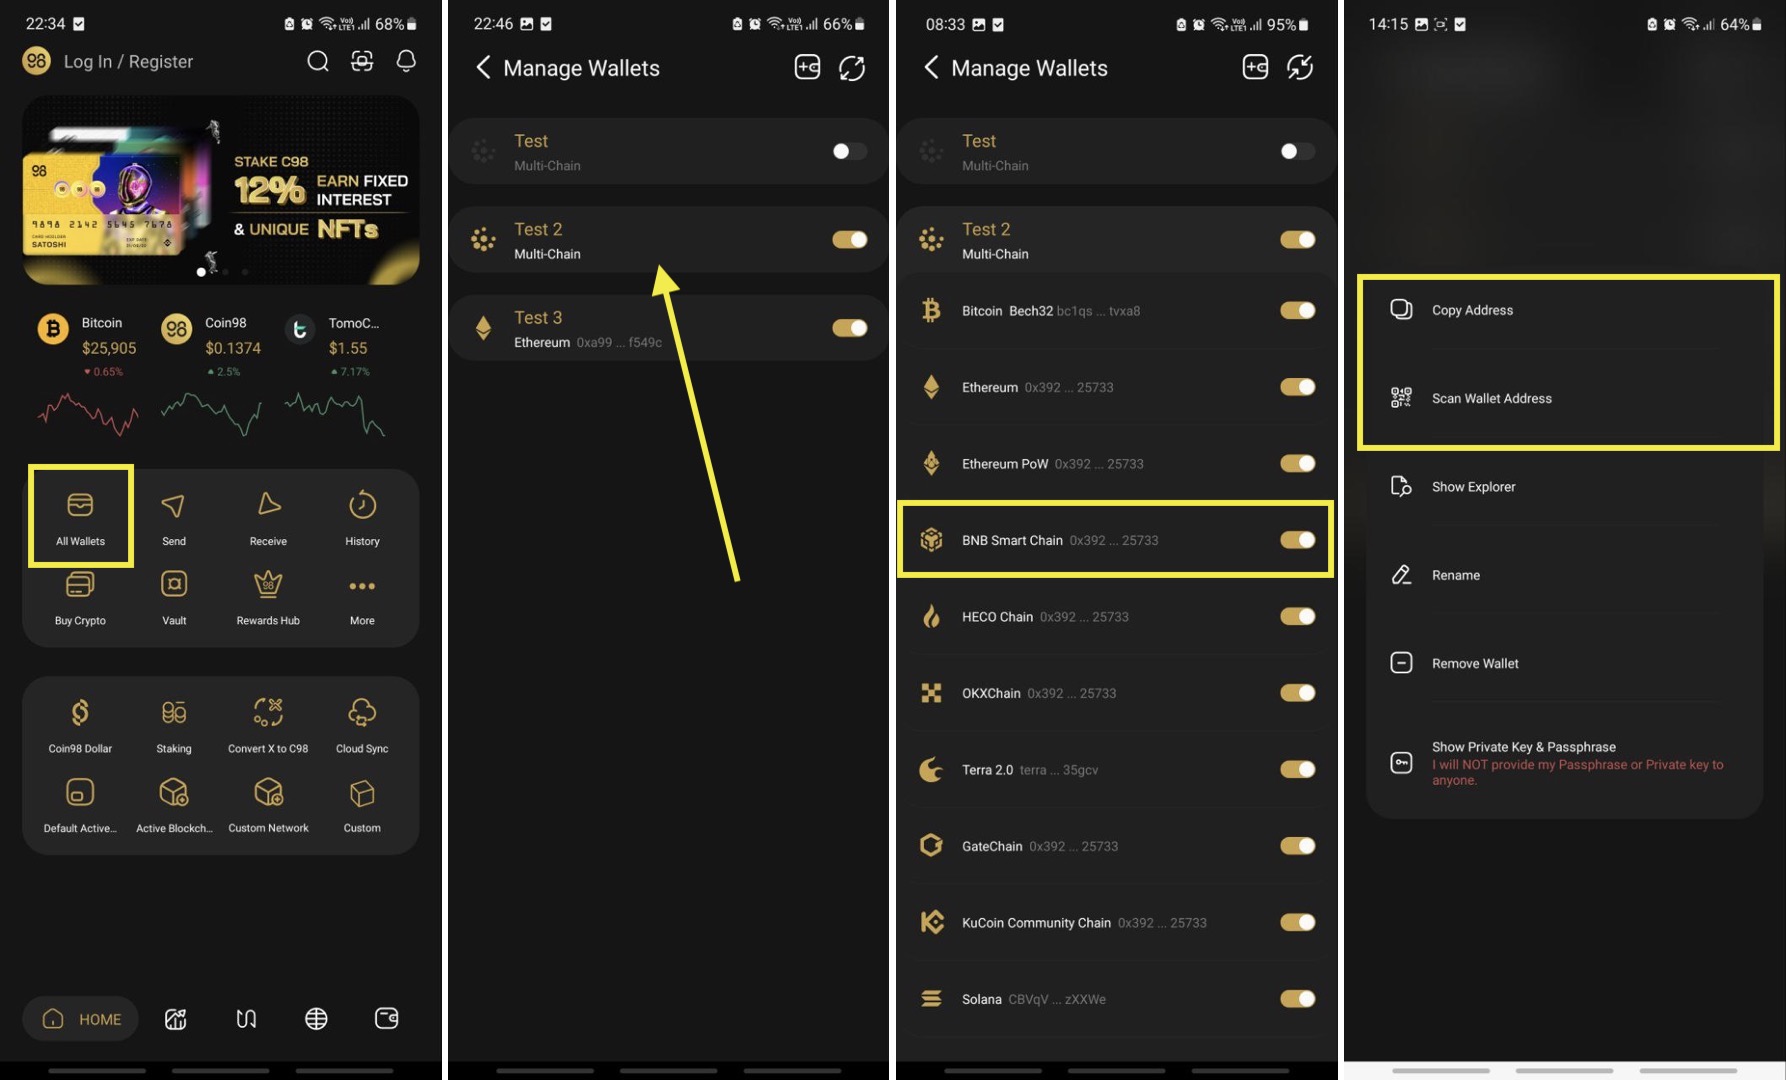 22:34
68%
98
Log In / Register
98
9898 2142 5645 7678
SATOSHI
STAKE C98
12%
EARN FIXED
INTEREST
& UNIQUE NFTs
Bitcoin
$25,905
0.65%
98
Coin98
$0.1374
2.5%
TomoC...
$1.55
7.17%
All Wallets
Send
Receive
History
Buy Crypto
Vault
Rewards Hub
More
Coin98 Dollar
Staking
Convert X to C98
Cloud Sync
Default Active...
Active Blockch...
Custom Network
Custom
HOME
22:46
66%
Manage Wallets
Test
Multi-Chain
Test 2
Multi-Chain
Test 3
Ethereum 0xa99 ... f549c
08:33
95%
Manage Wallets
Test
Multi-Chain
Test 2
Multi-Chain
Bitcoin Bech32 bc1qs ... tvxa8
Ethereum 0x392 ... 25733
Ethereum PoW 0x392 ... 25733
BNB Smart Chain 0x392 ... 25733
HECO Chain 0x392 ... 25733
OKXChain 0x392 ... 25733
Terra 2.0 terra ... 35gcv
GateChain 0x392 ... 25733
KuCoin Community Chain 0x392 ... 25733
Solana CBVqV ... zXXWe
14:15
64%
Copy Address
Scan Wallet Address
Show Explorer
Rename
Remove Wallet
Show Private Key & Passphrase
I will NOT provide my Passphrase or Private key to
anyone.